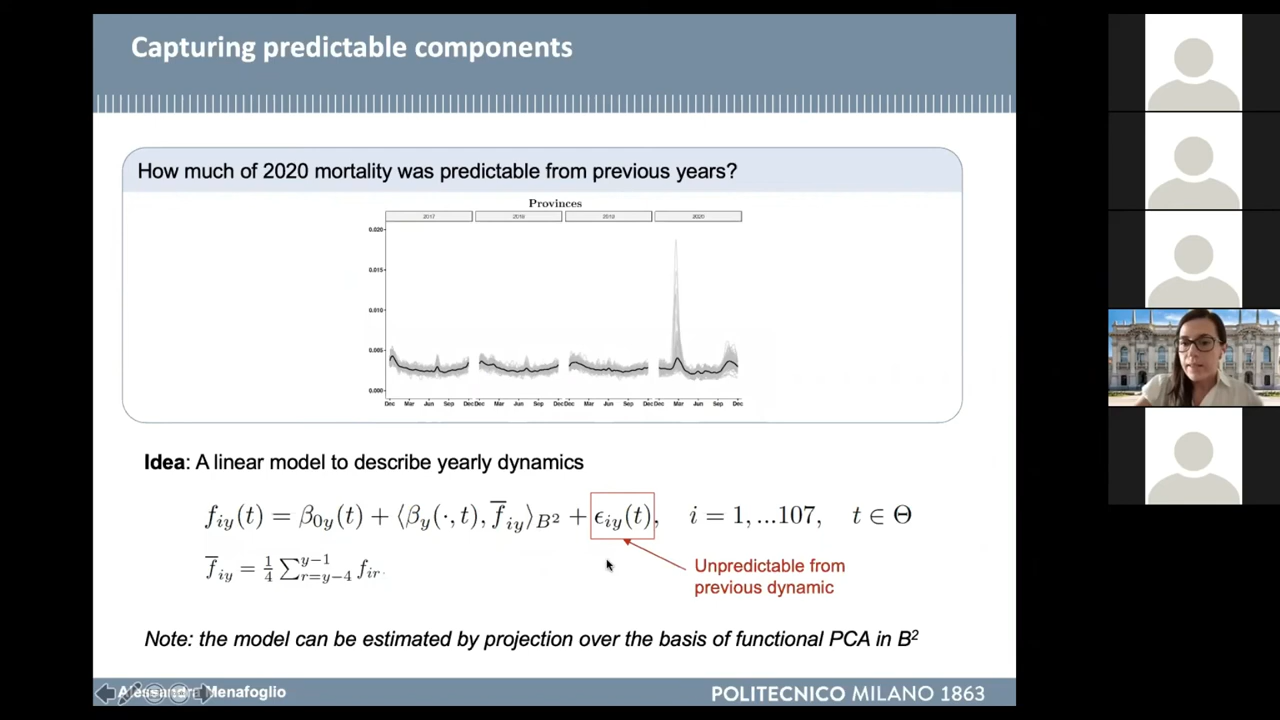 Capturing predictable components
How much of 2020 mortality was predictable from previous years?
Provinces
2017 2018 2019 2020
0.020
0.015
0.010
0.005
0.000
Dec Mar Jun Sep Dec Dec Mar Jun Sep Dec Dec Mar Jun Sep Dec Dec Mar Jun Sep Dec
Idea: A linear model to describe yearly dynamics
f_{iy}(t) = β_{0y}(t) + ⟨β_y(·, t), f̅_{iy}⟩_{B²} + ϵ_{iy}(t), i = 1, ...107, t ∈ Θ
f̅_{iy} = ¼ ∑_{r=y−4}^{y−1} f_{ir}
Unpredictable from
previous dynamic
Note: the model can be estimated by projection over the basis of functional PCA in B²
Alessandra Menafoglio
POLITECNICO MILANO 1863